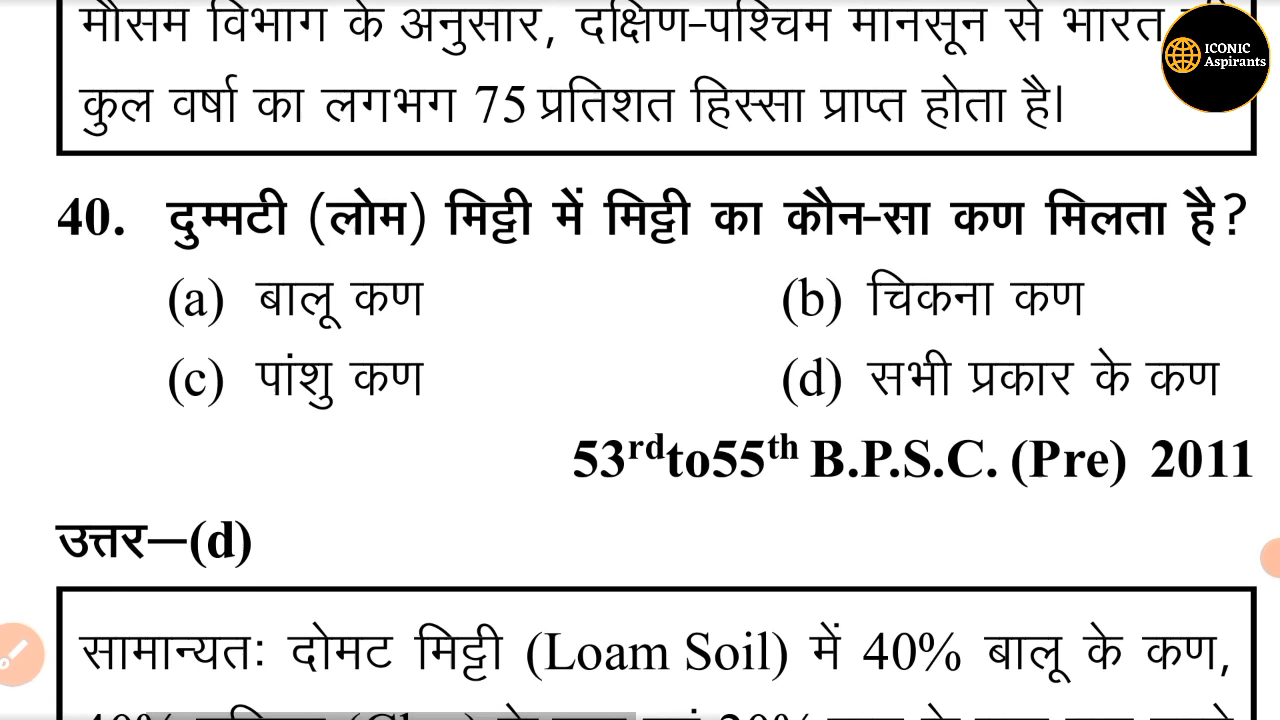 मौसम विभाग के अनुसार, दक्षिण-पश्चिम मानसून से भारत
ICONIC
Aspirants
कुल वर्षा का लगभग 75 प्रतिशत हिस्सा प्राप्त होता है।
40. दुम्मटी (लोम) मिट्टी में मिट्टी का कौन-सा कण मिलता है?
(a) बालू कण (b) चिकना कण
(c) पांशु कण (d) सभी प्रकार के कण
53rdto55th B.P.S.C. (Pre) 2011
उत्तर—(d)
सामान्यतः दोमट मिट्टी (Loam Soil) में 40% बालू के कण,